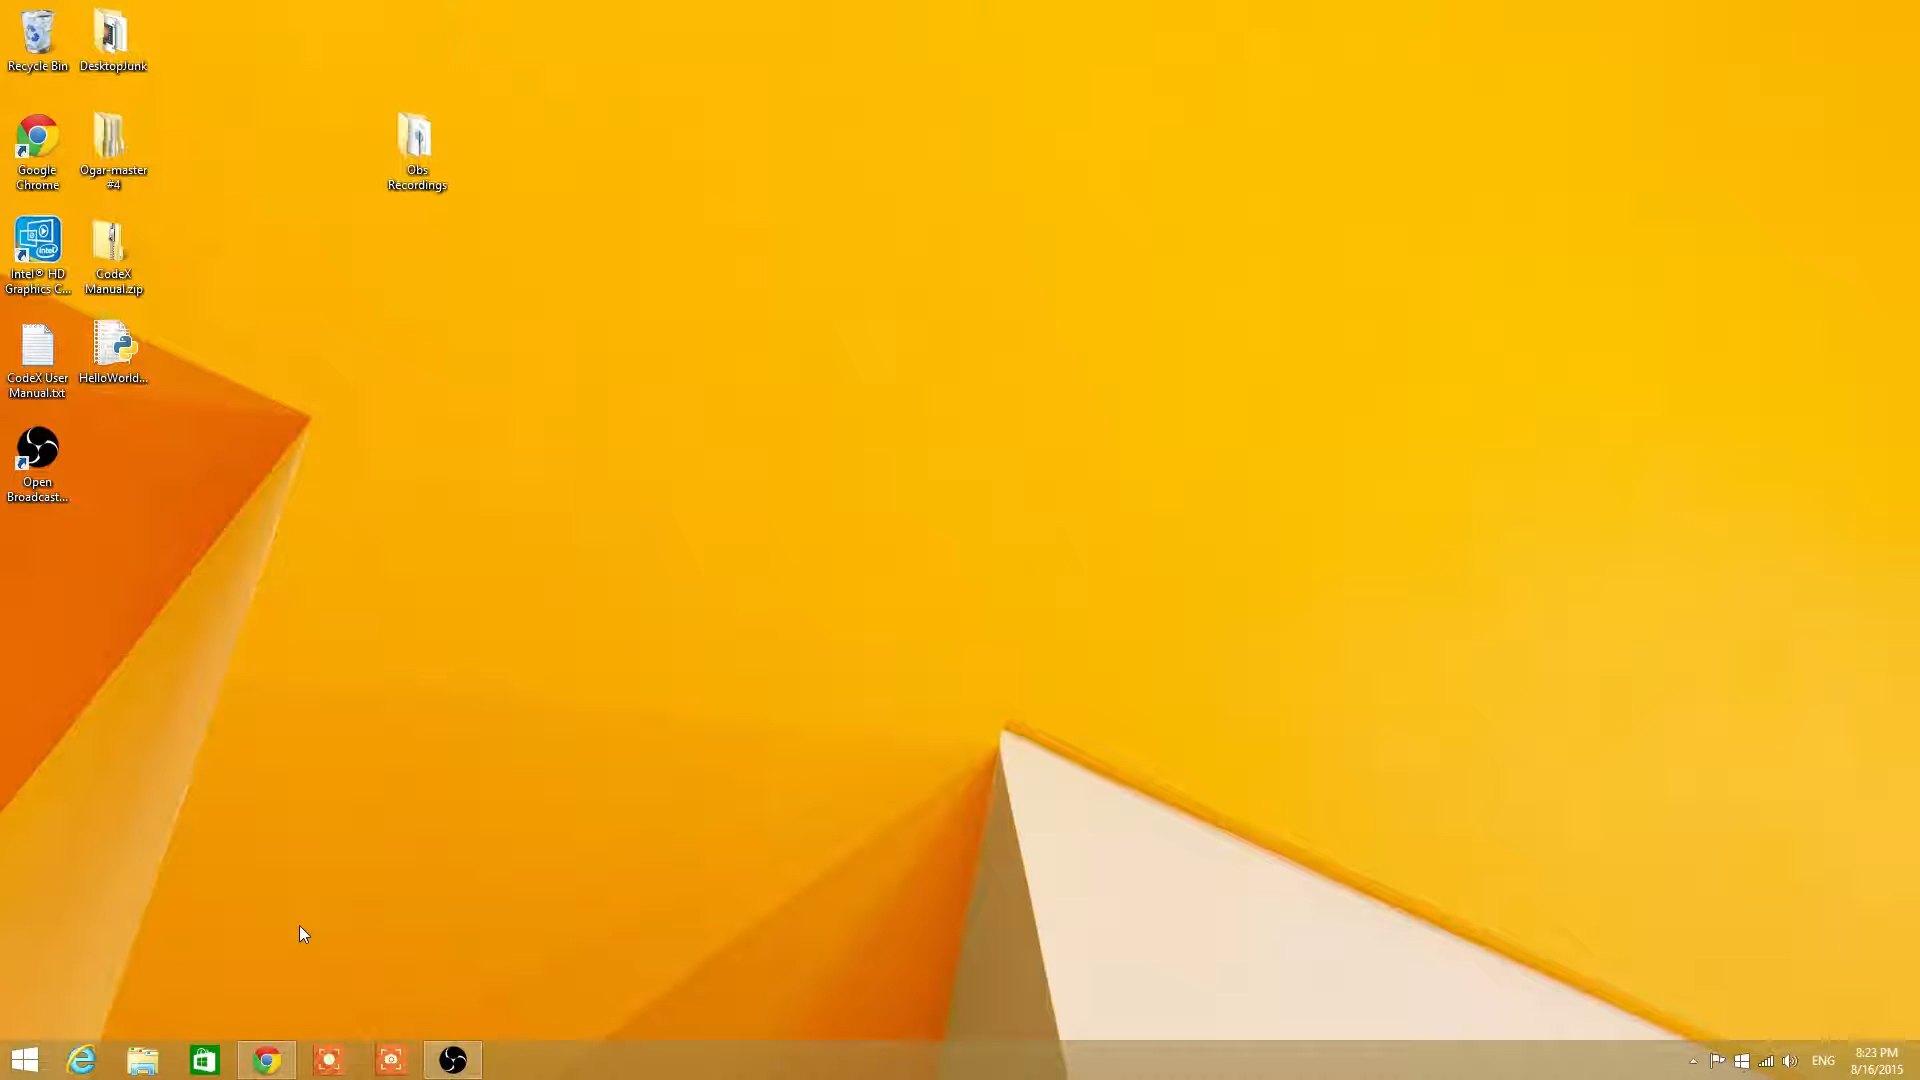 Recycle Bin
DesktopJunk
Google
Chrome
Ogar-master
#4
Obs
Recordings
Intel® HD
Graphics C...
CodeX
Manual.zip
CodeX User
Manual.txt
HelloWorld...
Open
Broadcast...
ENG
8:23 PM
8/16/2015